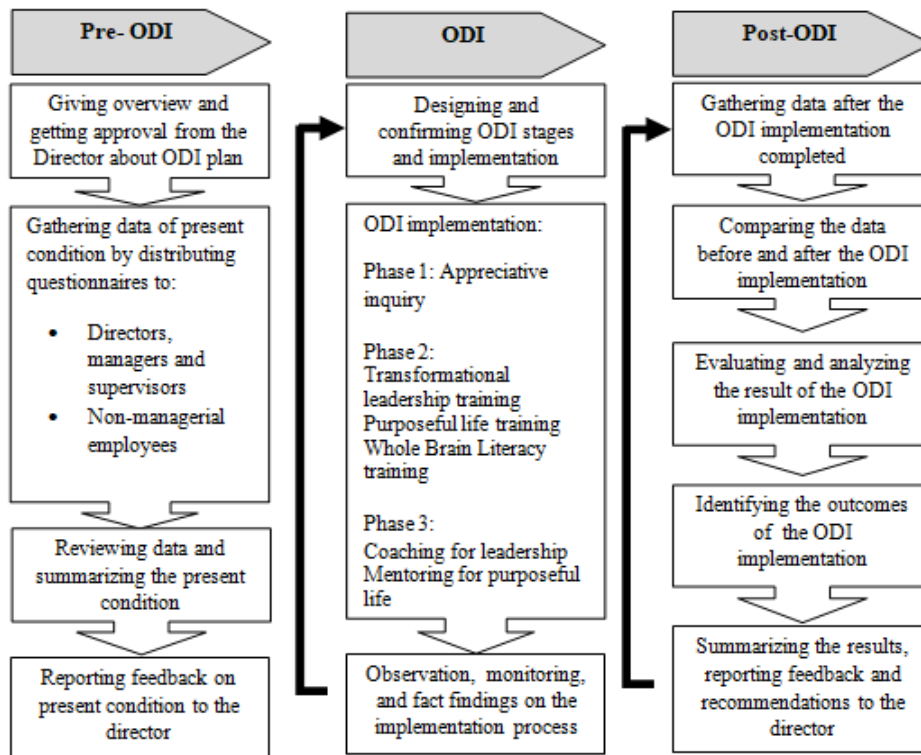 Pre- ODI
Giving overview and
getting approval from the
Director about ODI plan
Gathering data of present
condition by distributing
questionnaires to:
• Directors,
managers and
supervisors
• Non-managerial
employees
Reviewing data and
summarizing the present
condition
Reporting feedback on
present condition to the
director
ODI
Designing and
confirming ODI stages
and implementation
ODI implementation:
Phase 1: Appreciative
inquiry
Phase 2:
Transformational
leadership training
Purposeful life training
Whole Brain Literacy
training
Phase 3:
Coaching for leadership
Mentoring for purposeful
life
Observation, monitoring,
and fact findings on the
implementation process
Post-ODI
Gathering data after the
ODI implementation
completed
Comparing the data
before and after the ODI
implementation
Evaluating and analyzing
the result of the ODI
implementation
Identifying the outcomes
of the ODI
implementation
Summarizing the results,
reporting feedback and
recommendations to the
director